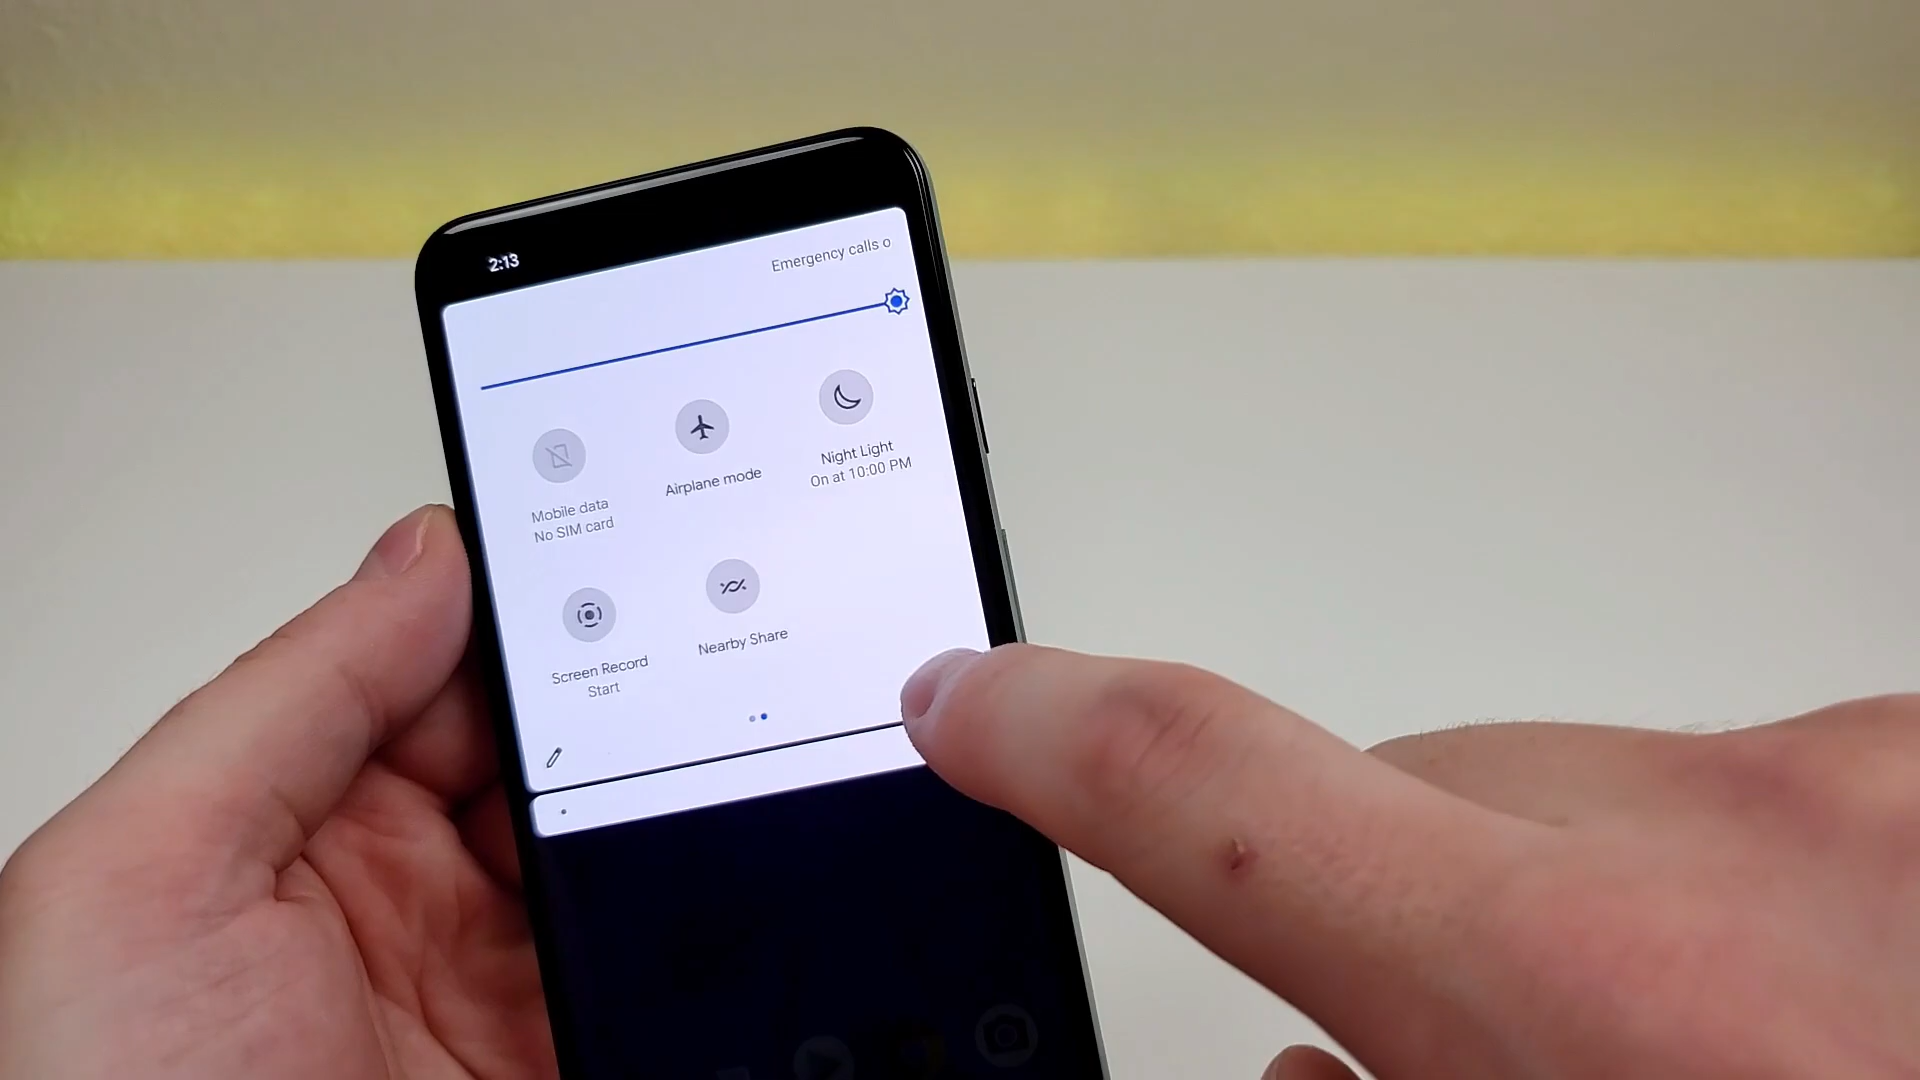 2:13
Emergency calls o
Mobile data
No SIM card
Airplane mode
Night Light
On at 10:00 PM
Screen Record
Start
Nearby Share